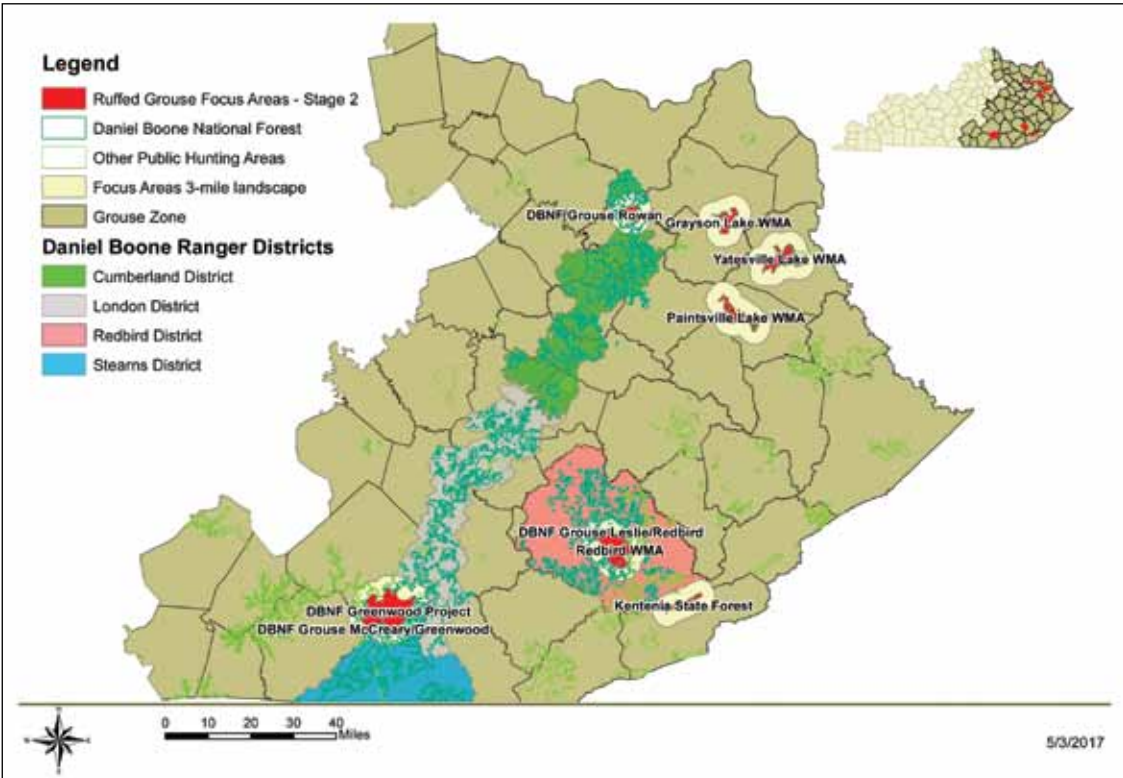 Legend
Ruffed Grouse Focus Areas - Stage 2
Daniel Boone National Forest
Other Public Hunting Areas
Focus Areas 3-mile landscape
Grouse Zone
Daniel Boone Ranger Districts
Cumberland District
London District
Redbird District
Stearns District
DBNF/Grouse Rowan
Grayson Lake WMA
Yatesville Lake WMA
Paintsville Lake WMA
DBNF Grouse Leslie/Redbird
Redbird WMA
Kentenia State Forest
DBNF Greenwood Project
DBNF Grouse McCreary/Greenwood
0 10 20 30 40
Miles
5/3/2017